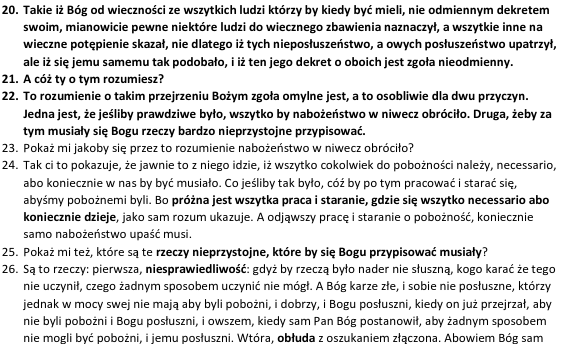 20. Takie iż Bóg od wieczności ze wszytkich ludzi którzy by kiedy być mieli, nie odmiennym dekretem
swoim, mianowicie pewne niektóre ludzi do wiecznego zbawienia naznaczył, a wszytkie inne na
wieczne potępienie skazał, nie dlatego iż tych nieposłuszeństwo, a owych posłuszeństwo upatrzył,
ale iż się jemu samemu tak podobało, i iż ten jego dekret o oboich jest zgoła nieodmienny.
21. A cóż ty o tym rozumiesz?
22. To rozumienie o takim przejrzeniu Bożym zgoła omylne jest, a to osobliwie dla dwu przyczyn.
Jedna jest, że jeśliby prawdziwe było, wszytko by nabożeństwo w niwecz obróciło. Druga, żeby za
tym musiały się Bogu rzeczy bardzo nieprzystojne przypisować.
23. Pokaż mi jakoby się przez to rozumienie nabożeństwo w niwecz obróciło?
24. Tak ci to pokazuje, że jawnie to z niego idzie, iż wszytko cokolwiek do pobożności należy, necessario,
abo koniecznie w nas by być musiało. Co jeśliby tak było, cóż by po tym pracować i starać się,
abyśmy pobożnemi byli. Bo próżna jest wszytka praca i staranie, gdzie się wszytko necessario abo
koniecznie dzieje, jako sam rozum ukazuje. A odjąwszy pracę i staranie o pobożność, koniecznie
samo nabożeństwo upaść musi.
25. Pokaż mi też, które są te rzeczy nieprzystojne, które by się Bogu przypisować musiały?
26. Są to rzeczy: pierwsza, niesprawiedliwość: gdyż by rzeczą było nader nie słuszną, kogo karać że tego
nie uczynił, czego żadnym sposobem uczynić nie mógł. A Bóg karze złe, i sobie nie posłuszne, którzy
jednak w mocy swej nie mają aby byli pobożni, i dobrzy, i Bogu posłuszni, kiedy on już przejrzał, aby
nie byli pobożni i Bogu posłuszni, i owszem, kiedy sam Pan Bóg postanowił, aby żadnym sposobem
nie mogli być pobożni, i jemu posłuszni. Wtóra, obłuda z oszukaniem złączona. Abowiem Bóg sam